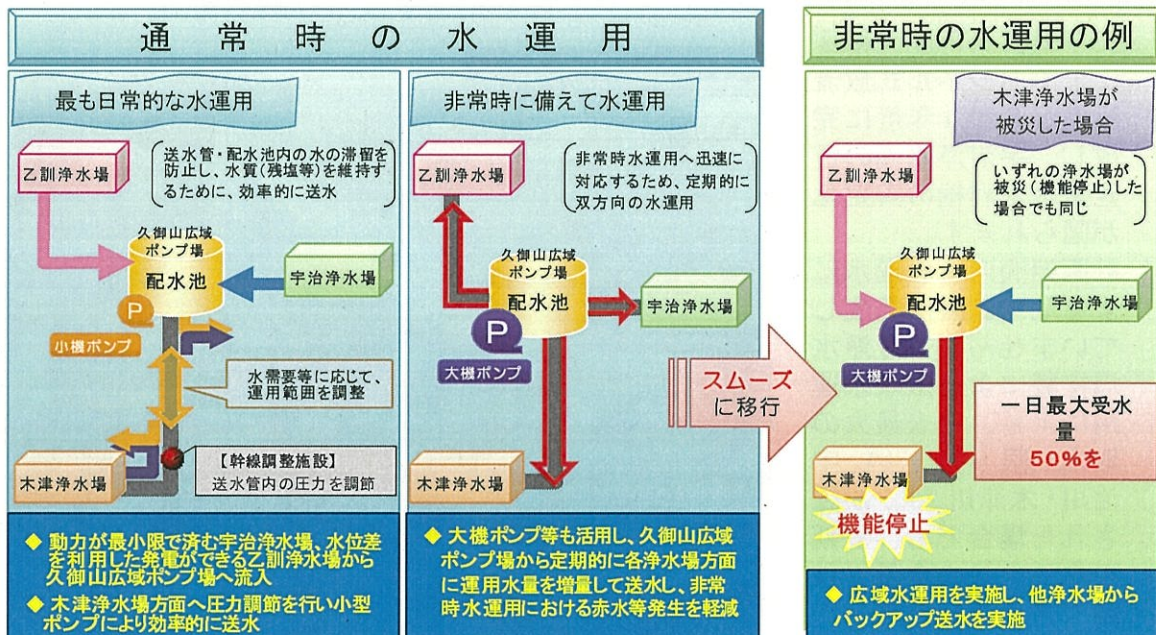 通常時の水運用
最も日常的な水運用
乙訓浄水場
送水管・配水池内の水の滞留を
防止し、水質(残塩等)を維持す
るために、効率的に送水
久御山広域
ポンプ場
配水池
宇治浄水場
P
小機ポンプ
水需要等に応じて、
運用範囲を調整
木津浄水場
【幹線調整施設】
送水管内の圧力を調節
◆ 動力が最小限で済む宇治浄水場、水位差
を利用した発電ができる乙訓浄水場から
久御山広域ポンプ場へ流入
◆ 木津浄水場方面へ圧力調節を行い小型
ポンプにより効率的に送水
非常時に備えて水運用
乙訓浄水場
非常時水運用へ迅速に
対応するため、定期的に
双方向の水運用
久御山広域
ポンプ場
配水池
宇治浄水場
P
大機ポンプ
木津浄水場
◆ 大機ポンプ等も活用し、久御山広域
ポンプ場から定期的に各浄水場方面
に運用水量を増量して送水し、非常
時水運用における赤水等発生を軽減
スムーズ
に移行
非常時の水運用の例
木津浄水場が
被災した場合
乙訓浄水場
いずれの浄水場が
被災(機能停止)した
場合でも同じ
久御山広域
ポンプ場
配水池
宇治浄水場
P
大機ポンプ
一日最大受水
量
50%を
木津浄水場
機能停止
◆ 広域水運用を実施し、他浄水場から
バックアップ送水を実施